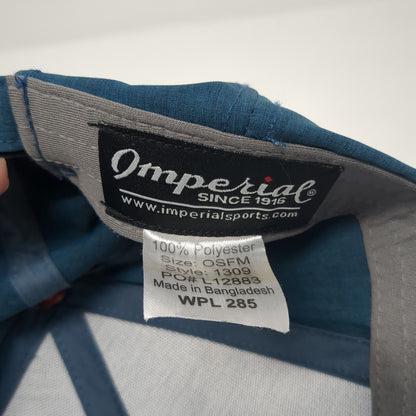 Imperial®
SINCE 1916
www.imperialsports.com
100% Polyester
Size: OSFM
Style: 1309
PO# L12883
Made in Bangladesh
WPL 285